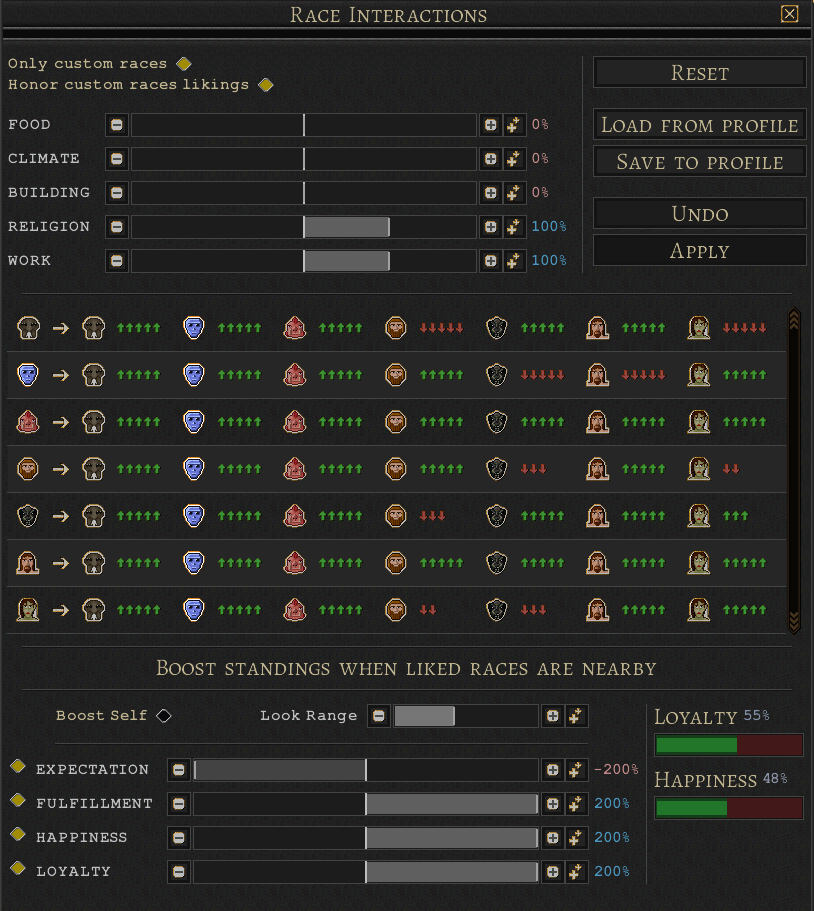 Race Interactions
Only custom races
Honor custom races likings
FOOD 0%
CLIMATE 0%
BUILDING 0%
RELIGION 100%
WORK 100%
Reset
Load from profile
Save to profile
Undo
Apply
Boost standings when liked races are nearby
Boost Self Look Range
EXPECTATION -200%
FULFILLMENT 200%
HAPPINESS 200%
LOYALTY 200%
Loyalty 55%
Happiness 48%